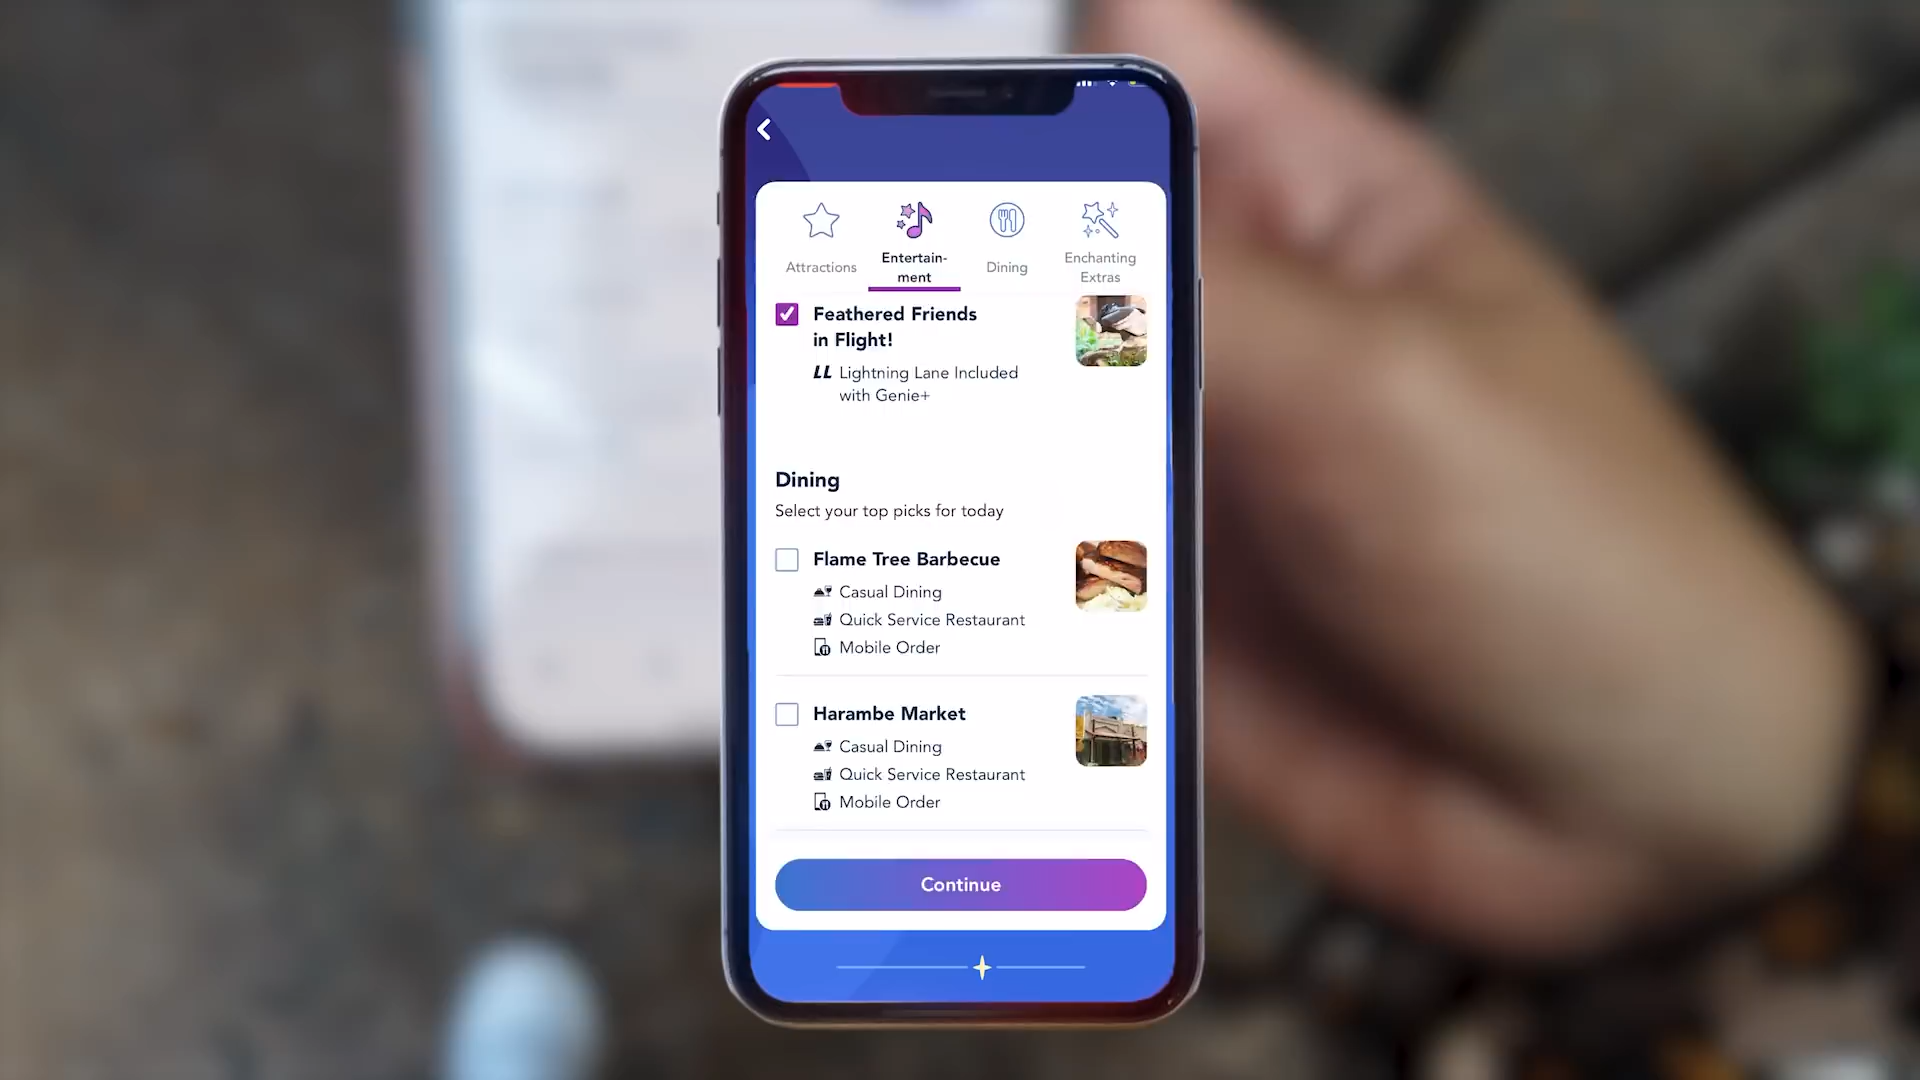 Attractions
Entertain-
ment
Dining
Enchanting
Extras
Feathered Friends
in Flight!
LL Lightning Lane Included
with Genie+
Dining
Select your top picks for today
Flame Tree Barbecue
Casual Dining
Quick Service Restaurant
Mobile Order
Harambe Market
Casual Dining
Quick Service Restaurant
Mobile Order
Continue